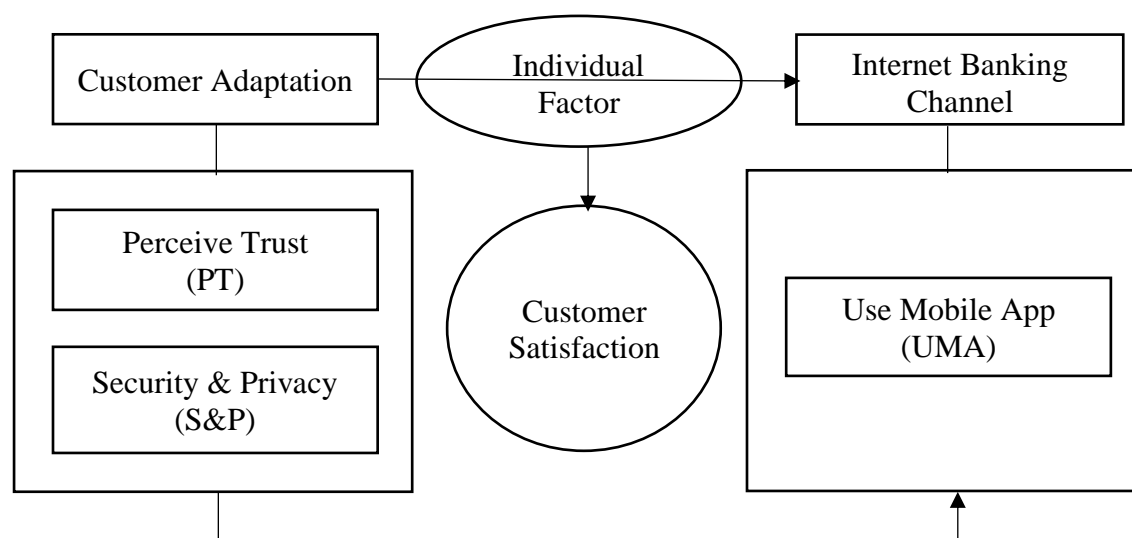 Customer Adaptation
Individual
Factor
Internet Banking
Channel
Perceive Trust
(PT)
Security & Privacy
(S&P)
Customer
Satisfaction
Use Mobile App
(UMA)